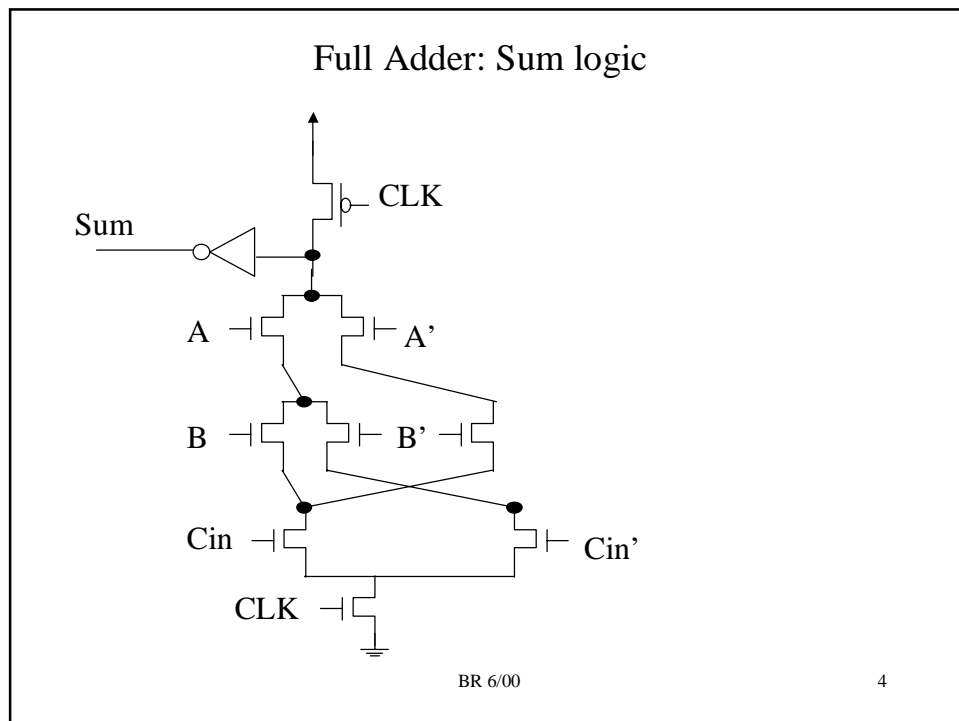 Full Adder: Sum logic
CLK
Sum
A
A’
B
B'
Cin
Cin’
CLK
BR 6/00
4